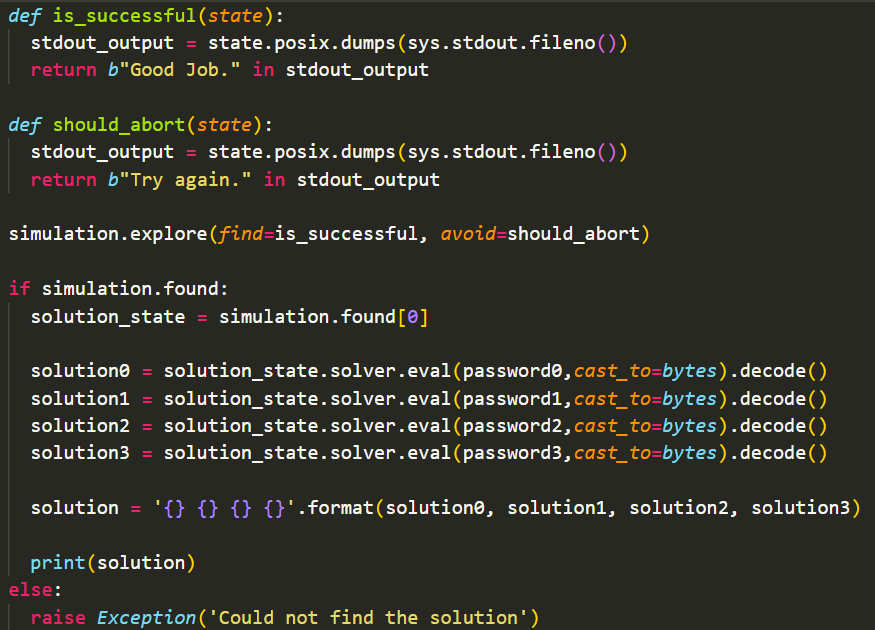 def is_successful(state):
  stdout_output = state.posix.dumps(sys.stdout.fileno())
  return b"Good Job." in stdout_output

def should_abort(state):
  stdout_output = state.posix.dumps(sys.stdout.fileno())
  return b"Try again." in stdout_output

simulation.explore(find=is_successful, avoid=should_abort)

if simulation.found:
  solution_state = simulation.found[0]

  solution0 = solution_state.solver.eval(password0,cast_to=bytes).decode()
  solution1 = solution_state.solver.eval(password1,cast_to=bytes).decode()
  solution2 = solution_state.solver.eval(password2,cast_to=bytes).decode()
  solution3 = solution_state.solver.eval(password3,cast_to=bytes).decode()

  solution = '{} {} {} {}'.format(solution0, solution1, solution2, solution3)

  print(solution)
else:
  raise Exception('Could not find the solution')